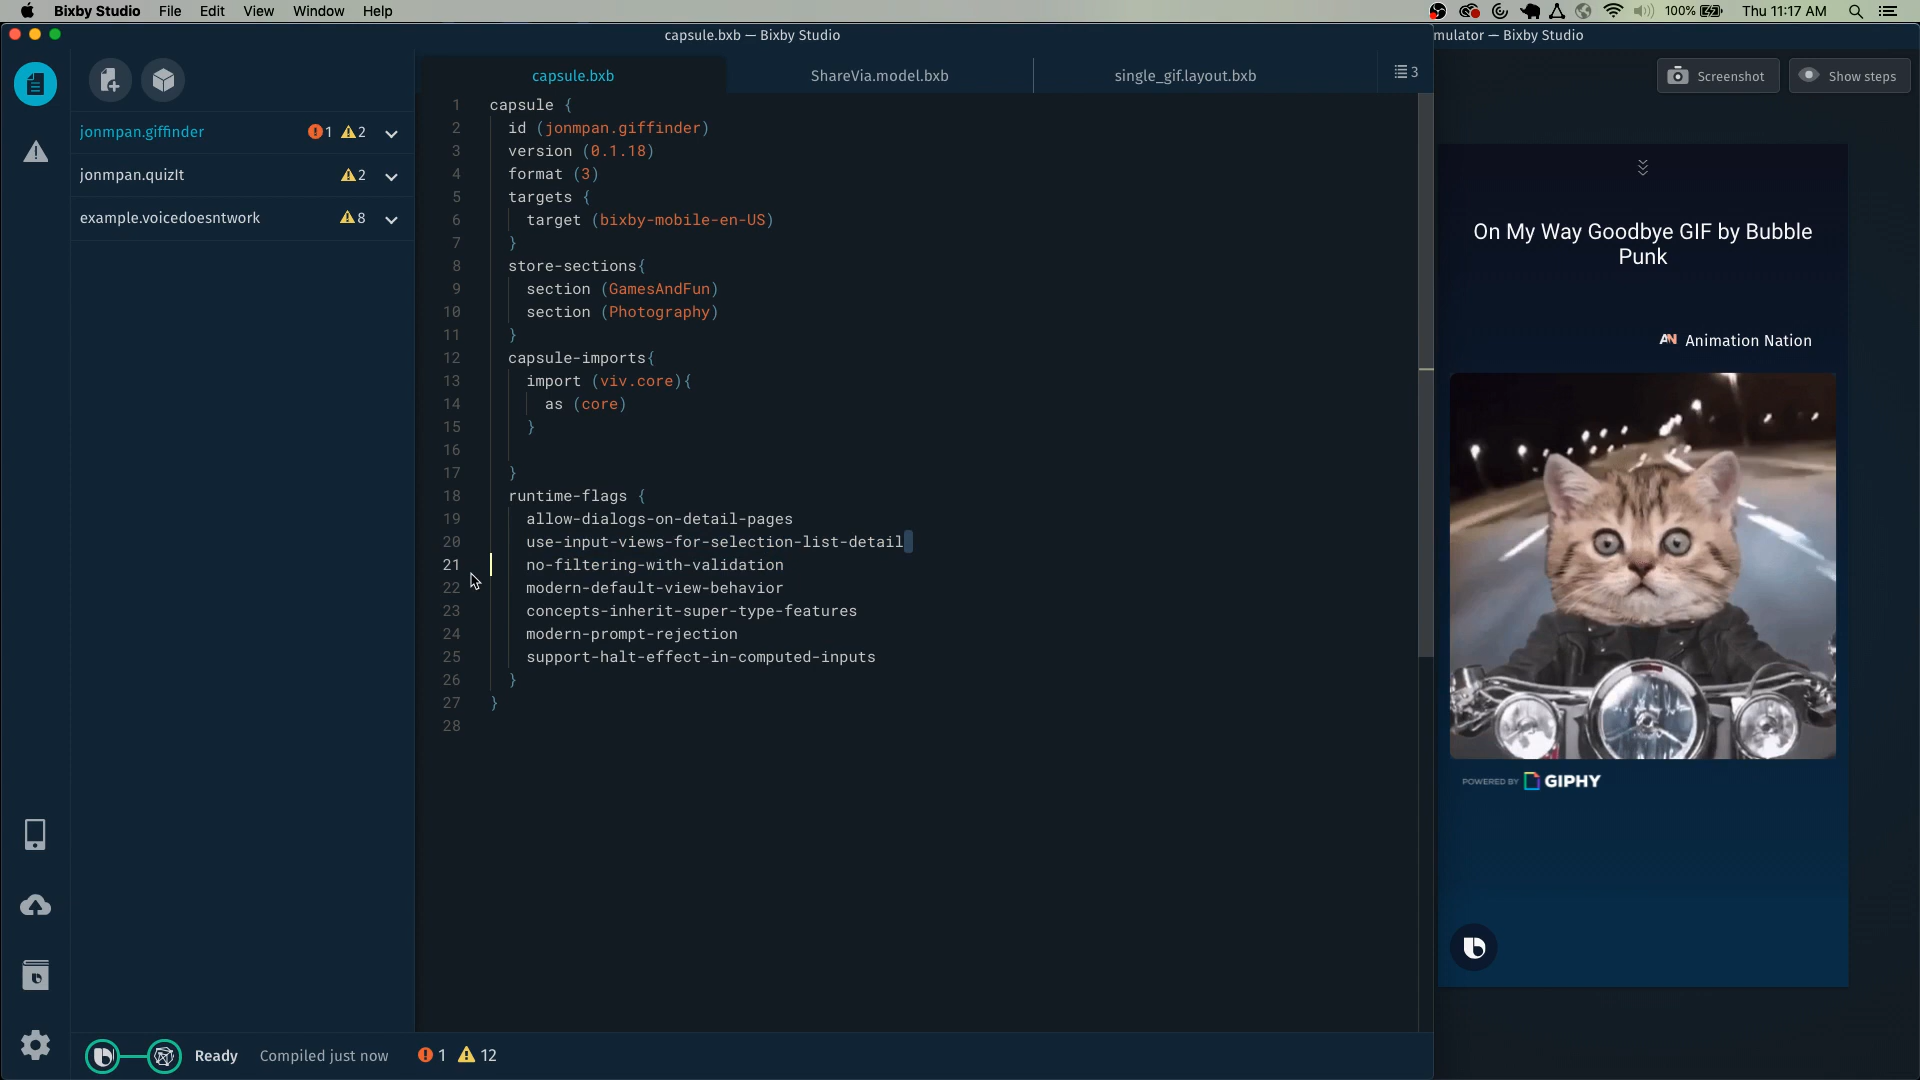 Bixby Studio File Edit View Window Help
100% Thu 11:17 AM
capsule.bxb — Bixby Studio
mulator — Bixby Studio
capsule.bxb
ShareVia.model.bxb
single_gif.layout.bxb
3
Screenshot
Show steps
jonmpan.giffinder 1 2
jonmpan.quizIt 2
example.voicedoesntwork 8
1 capsule {
2 id (jonmpan.giffinder)
3 version (0.1.18)
4 format (3)
5 targets {
6 target (bixby-mobile-en-US)
7 }
8 store-sections{
9 section (GamesAndFun)
10 section (Photography)
11 }
12 capsule-imports{
13 import (viv.core){
14 as (core)
15 }
16
17 }
18 runtime-flags {
19 allow-dialogs-on-detail-pages
20 use-input-views-for-selection-list-detail
21 no-filtering-with-validation
22 modern-default-view-behavior
23 concepts-inherit-super-type-features
24 modern-prompt-rejection
25 support-halt-effect-in-computed-inputs
26 }
27 }
28
On My Way Goodbye GIF by Bubble
Punk
AN Animation Nation
POWERED BY GIPHY
Ready Compiled just now 1 12